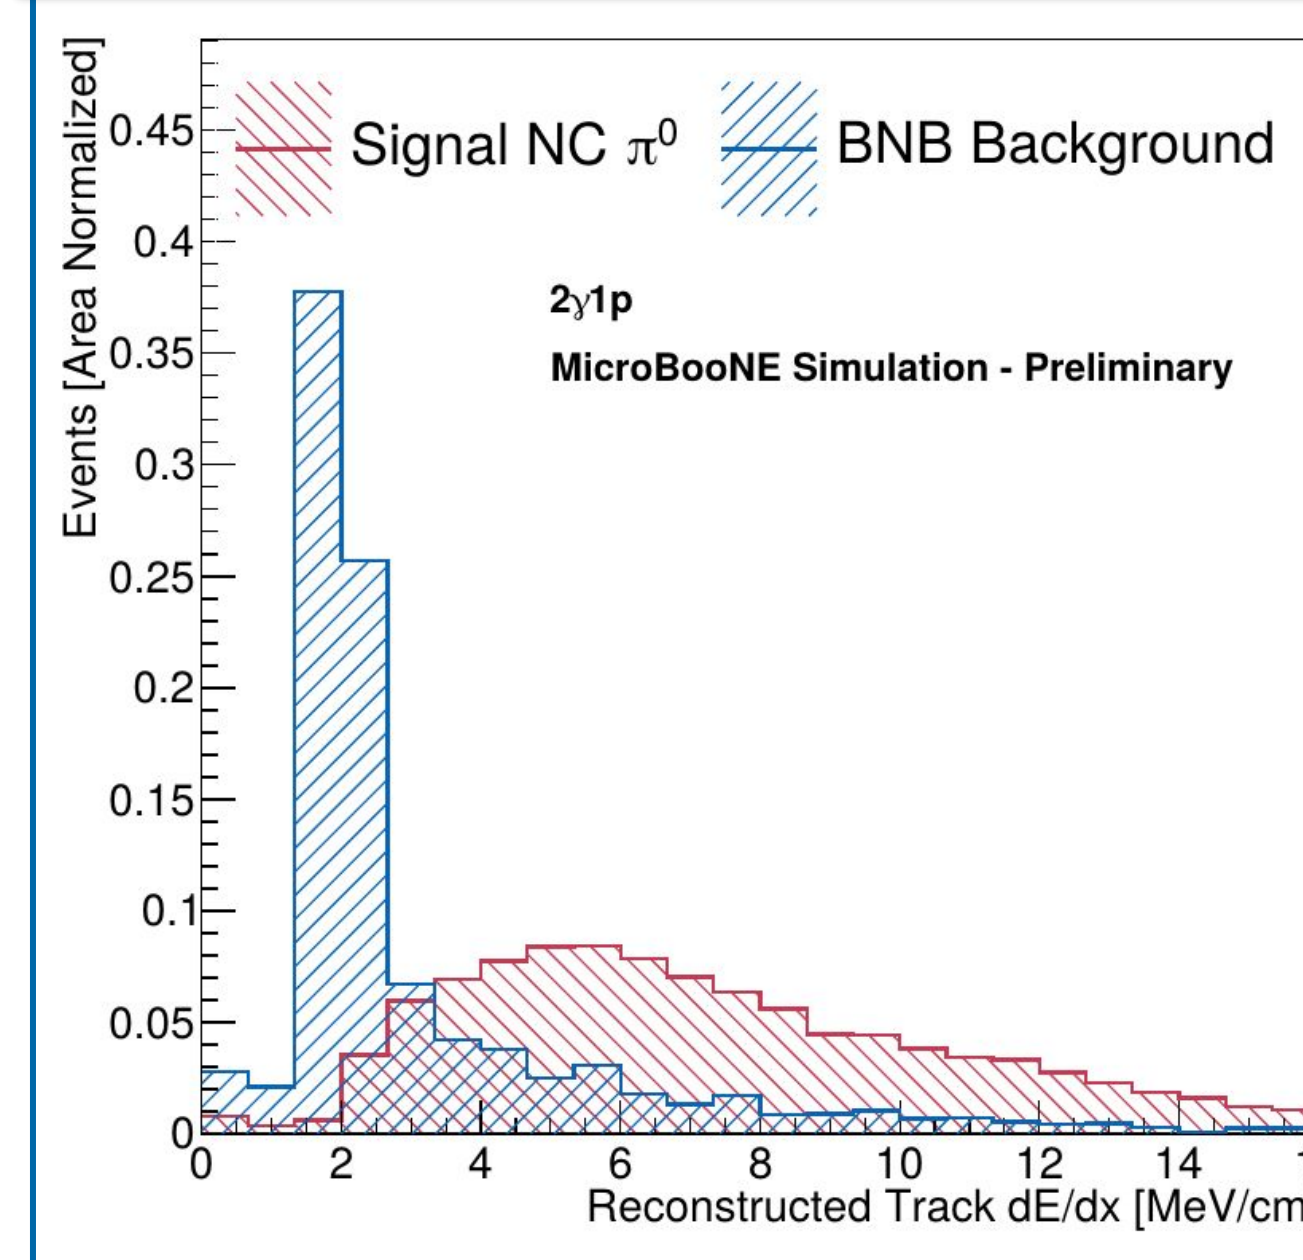 Events [Area Normalized]
0.45
0.4
0.35
0.3
0.25
0.2
0.15
0.1
0.05
0
Signal NC π⁰
BNB Background
2γ1p
MicroBooNE Simulation - Preliminary
0 2 4 6 8 10 12 14
Reconstructed Track dE/dx [MeV/cm